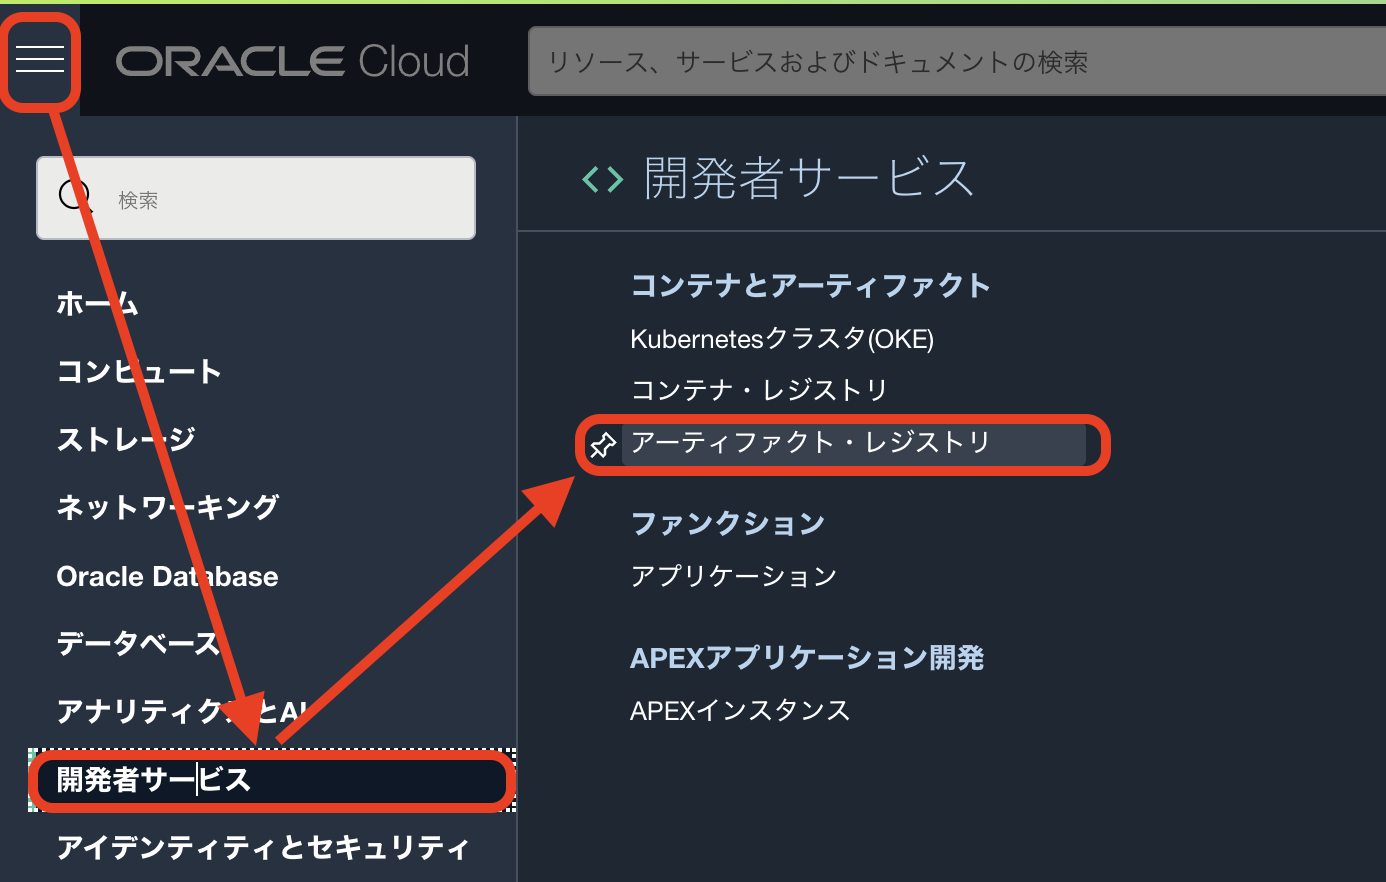 ORACLE Cloud
リソース、サービスおよびドキュメントの検索
検索
ホーム
コンピュート
ストレージ
ネットワーキング
Oracle Database
データベース
アナリティクスとAI
開発者サービス
アイデンティティとセキュリティ
開発者サービス
コンテナとアーティファクト
Kubernetesクラスタ(OKE)
コンテナ・レジストリ
アーティファクト・レジストリ
ファンクション
アプリケーション
APEXアプリケーション開発
APEXインスタンス